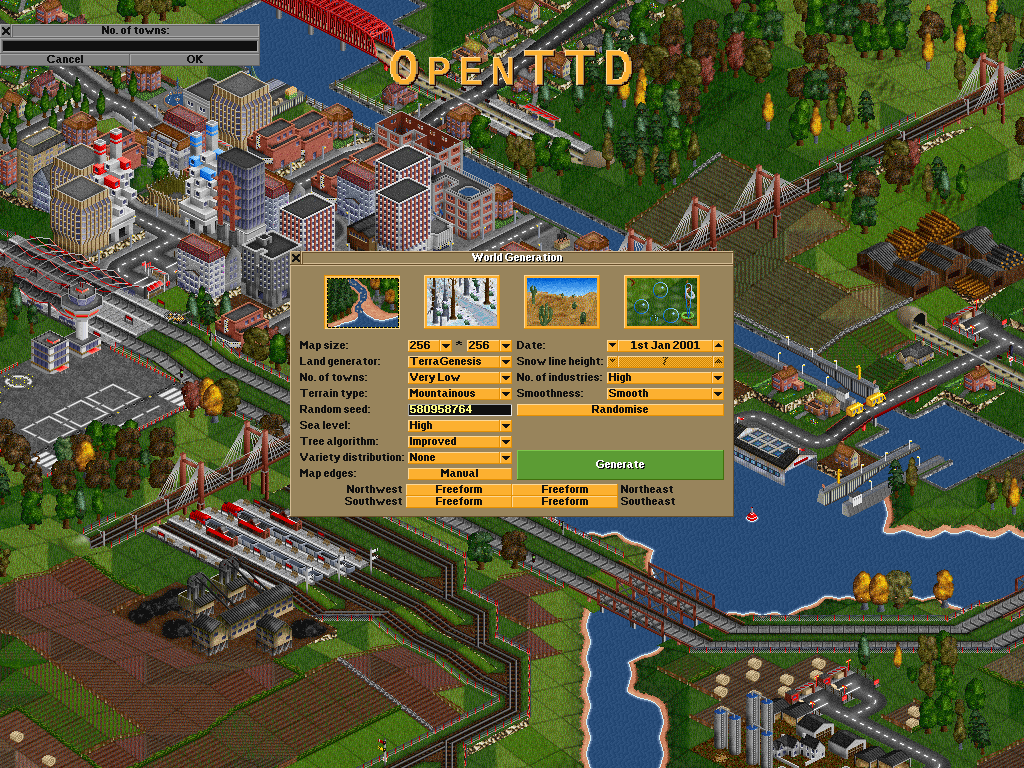 No. of towns:
Cancel OK
OPENTTD
World Generation
Map size: 256 * 256 Date: 1st Jan 2001
Land generator: TerraGenesis Snow line height: 7
No. of towns: Very Low No. of industries: High
Terrain type: Mountainous Smoothness: Smooth
Random seed: 580958764 Randomise
Sea level: High
Tree algorithm: Improved
Variety distribution: None
Generate
Map edges: Manual
Northwest Freeform Freeform Northeast
Southwest Freeform Freeform Southeast